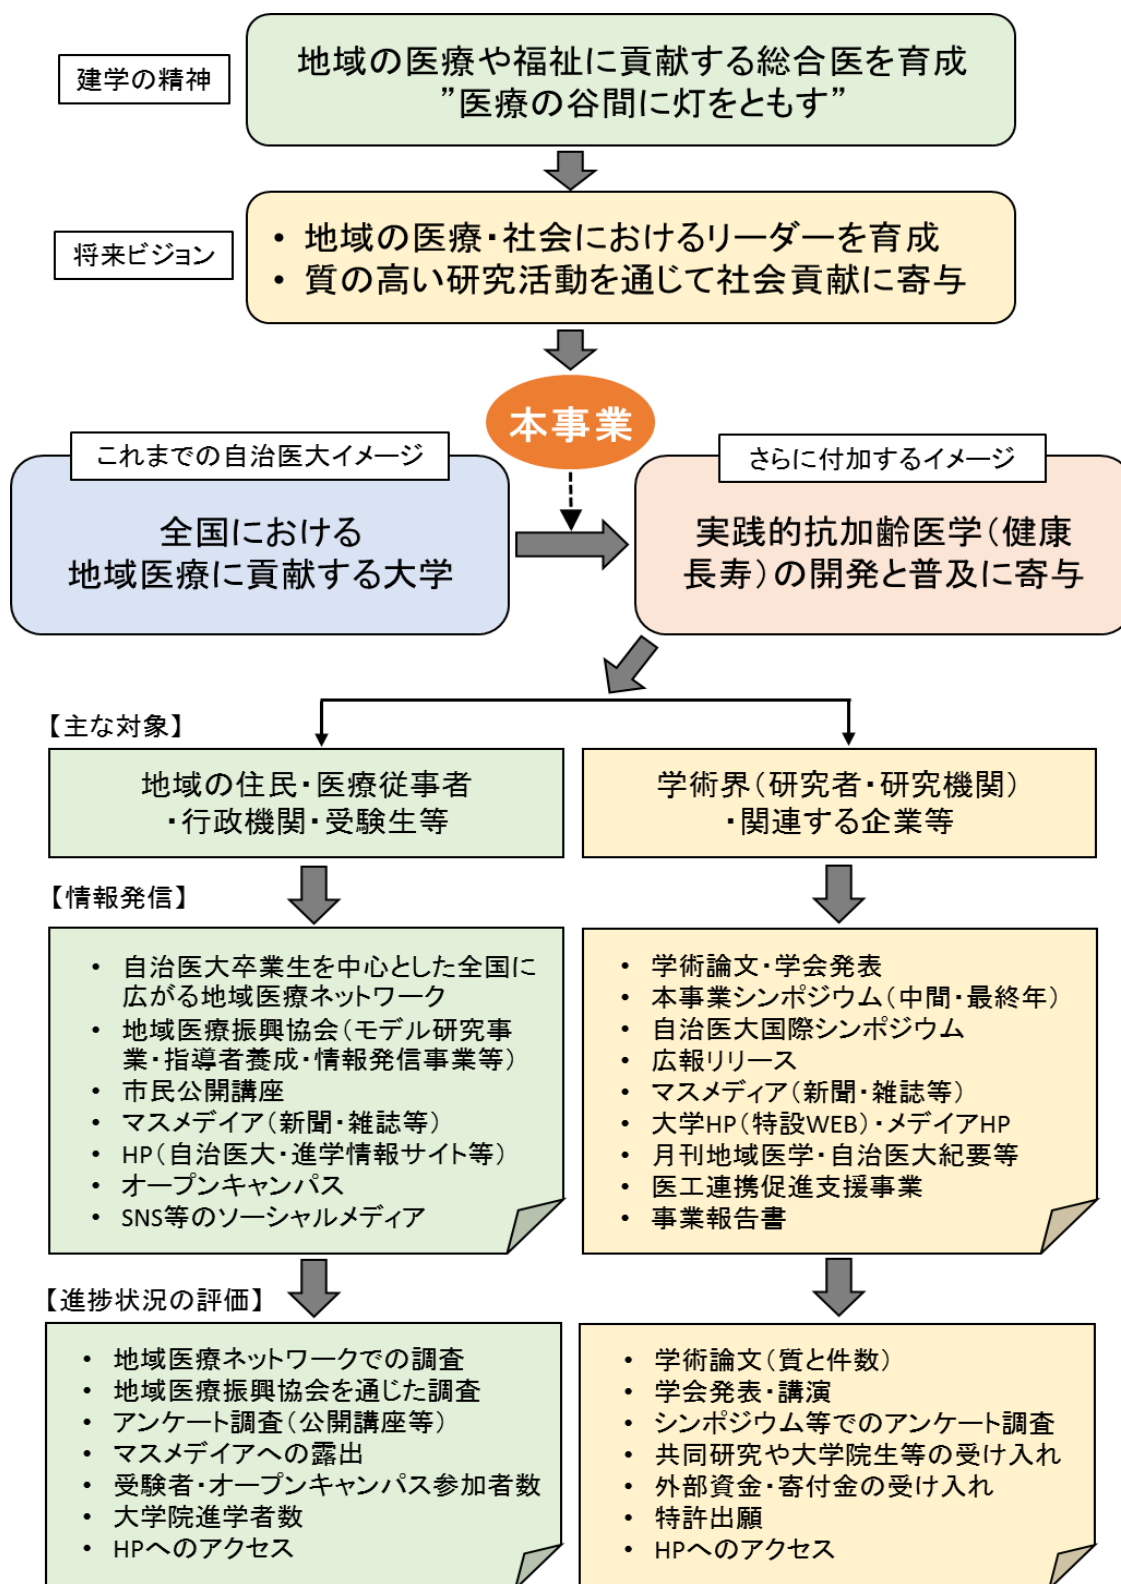 建学の精神
地域の医療や福祉に貢献する総合医を育成
”医療の谷間に灯をともす”
将来ビジョン
• 地域の医療・社会におけるリーダーを育成
• 質の高い研究活動を通じて社会貢献に寄与
本事業
これまでの自治医大イメージ
全国における
地域医療に貢献する大学
さらに付加するイメージ
実践的抗加齢医学（健康
長寿）の開発と普及に寄与
【主な対象】
地域の住民・医療従事者
・行政機関・受験生等
学術界（研究者・研究機関）
・関連する企業等
【情報発信】
• 自治医大卒業生を中心とした全国に
広がる地域医療ネットワーク
• 地域医療振興協会（モデル研究事
業・指導者養成・情報発信事業等）
• 市民公開講座
• マスメデイア（新聞・雑誌等）
• HP（自治医大・進学情報サイト等）
• オープンキャンパス
• SNS等のソーシャルメディア
• 学術論文・学会発表
• 本事業シンポジウム（中間・最終年）
• 自治医大国際シンポジウム
• 広報リリース
• マスメディア（新聞・雑誌等）
• 大学HP（特設WEB）・メデイアHP
• 月刊地域医学・自治医大紀要等
• 医工連携促進支援事業
• 事業報告書
【進捗状況の評価】
• 地域医療ネットワークでの調査
• 地域医療振興協会を通じた調査
• アンケート調査（公開講座等）
• マスメデイアへの露出
• 受験者・オープンキャンパス参加者数
• 大学院進学者数
• HPへのアクセス
• 学術論文（質と件数）
• 学会発表・講演
• シンポジウム等でのアンケート調査
• 共同研究や大学院生等の受け入れ
• 外部資金・寄付金の受け入れ
• 特許出願
• HPへのアクセス